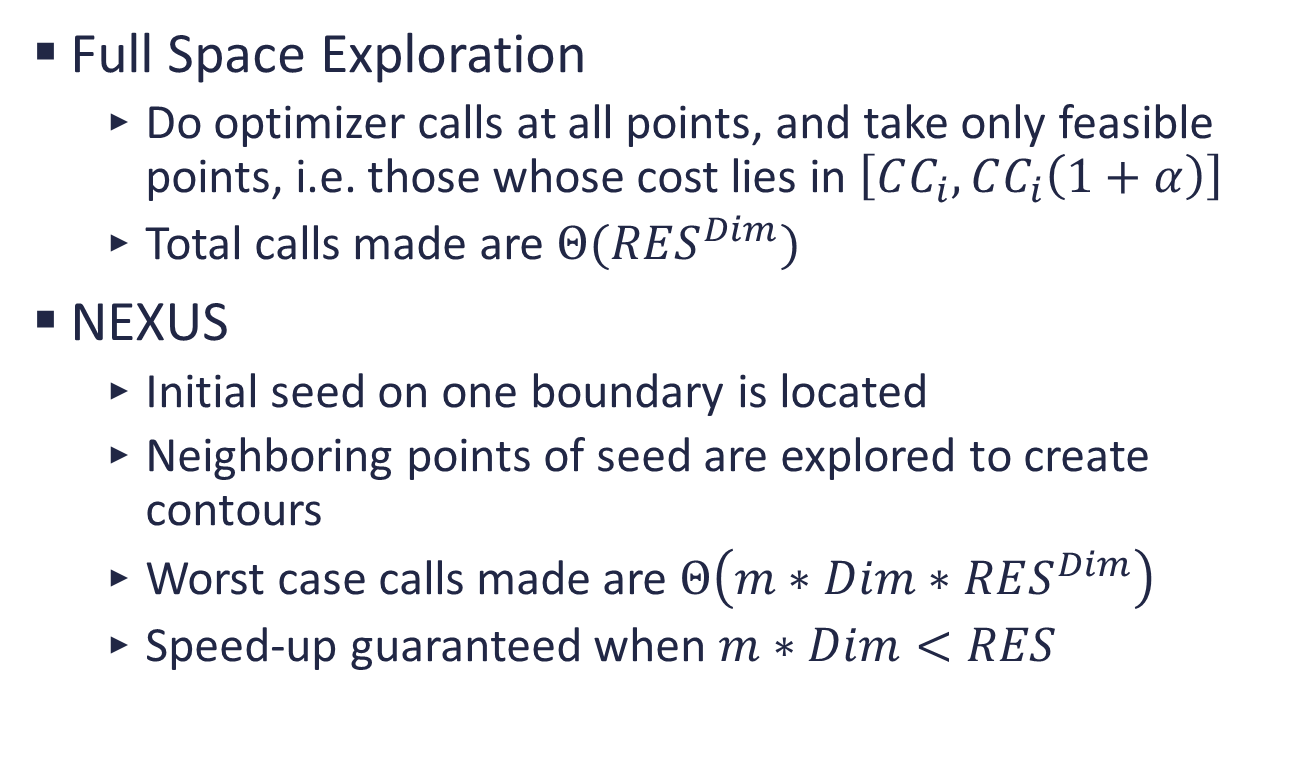 ▪ Full Space Exploration
▸ Do optimizer calls at all points, and take only feasible
points, i.e. those whose cost lies in [𝐶𝐶ᵢ, 𝐶𝐶ᵢ(1 + 𝛼)]
▸ Total calls made are Θ(𝑅𝐸𝑆^𝐷𝑖𝑚)
▪ NEXUS
▸ Initial seed on one boundary is located
▸ Neighboring points of seed are explored to create
contours
▸ Worst case calls made are Θ(𝑚 ∗ 𝐷𝑖𝑚 ∗ 𝑅𝐸𝑆^𝐷𝑖𝑚)
▸ Speed-up guaranteed when 𝑚 ∗ 𝐷𝑖𝑚 < 𝑅𝐸𝑆